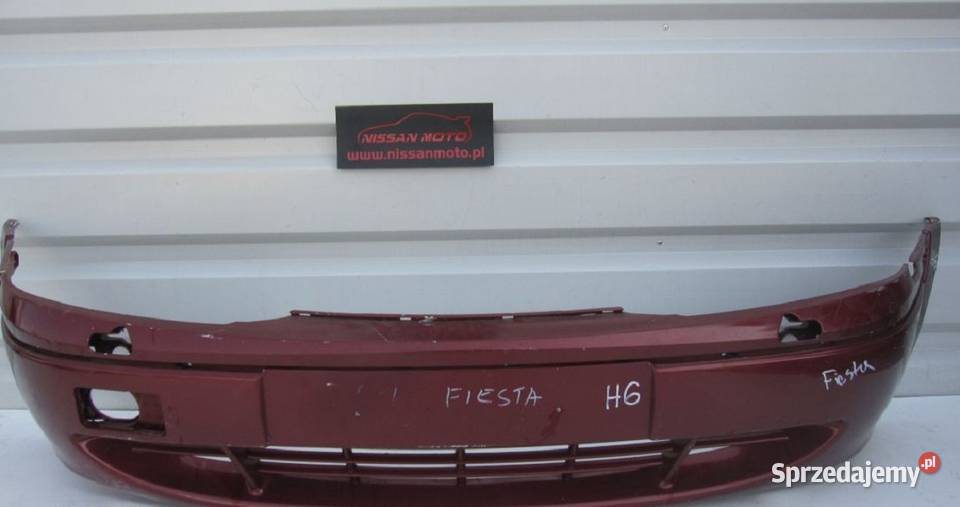 NISSAN MOTO
www.nissanmoto.pl
FIESTA
H6
Fiesta
Sprzedajemy.pl